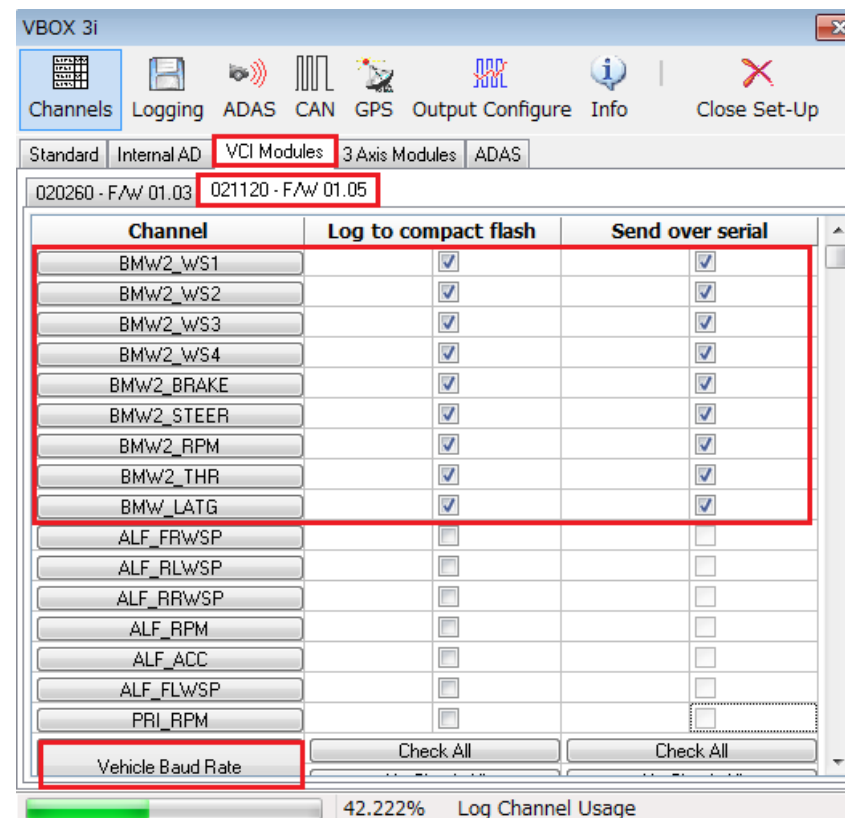 VBOX 3i
Channels Logging ADAS CAN GPS Output Configure Info Close Set-Up
Standard Internal AD VCI Modules 3 Axis Modules ADAS
020260 - F/W 01.03 021120 - F/W 01.05
Channel Log to compact flash Send over serial
BMW2_WS1
BMW2_WS2
BMW2_WS3
BMW2_WS4
BMW2_BRAKE
BMW2_STEER
BMW2_RPM
BMW2_THR
BMW_LATG
ALF_FRWSP
ALF_RLWSP
ALF_RRWSP
ALF_RPM
ALF_ACC
ALF_FLWSP
PRI_RPM
Vehicle Baud Rate Check All Check All
42.222% Log Channel Usage